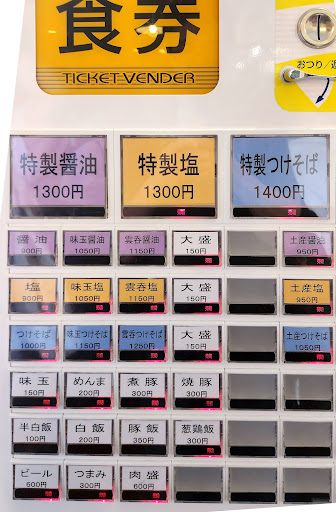 食券
TICKET VENDER
おつり/返
特製醤油
1300円
特製塩
1300円
特製つけそば
1400円
醤油
900円
味玉醤油
1050円
雲呑醤油
1150円
大盛
150円
土産醤油
950円
塩
900円
味玉塩
1050円
雲呑塩
1150円
大盛
150円
土産塩
950円
つけそば
1000円
味玉つけそば
1150円
雲呑つけそば
1250円
大盛
150円
土産つけそば
1050円
味玉
150円
めんま
200円
煮豚
300円
焼豚
300円
半白飯
100円
白飯
200円
豚飯
350円
葱鶏飯
300円
ビール
600円
つまみ
300円
肉盛
600円